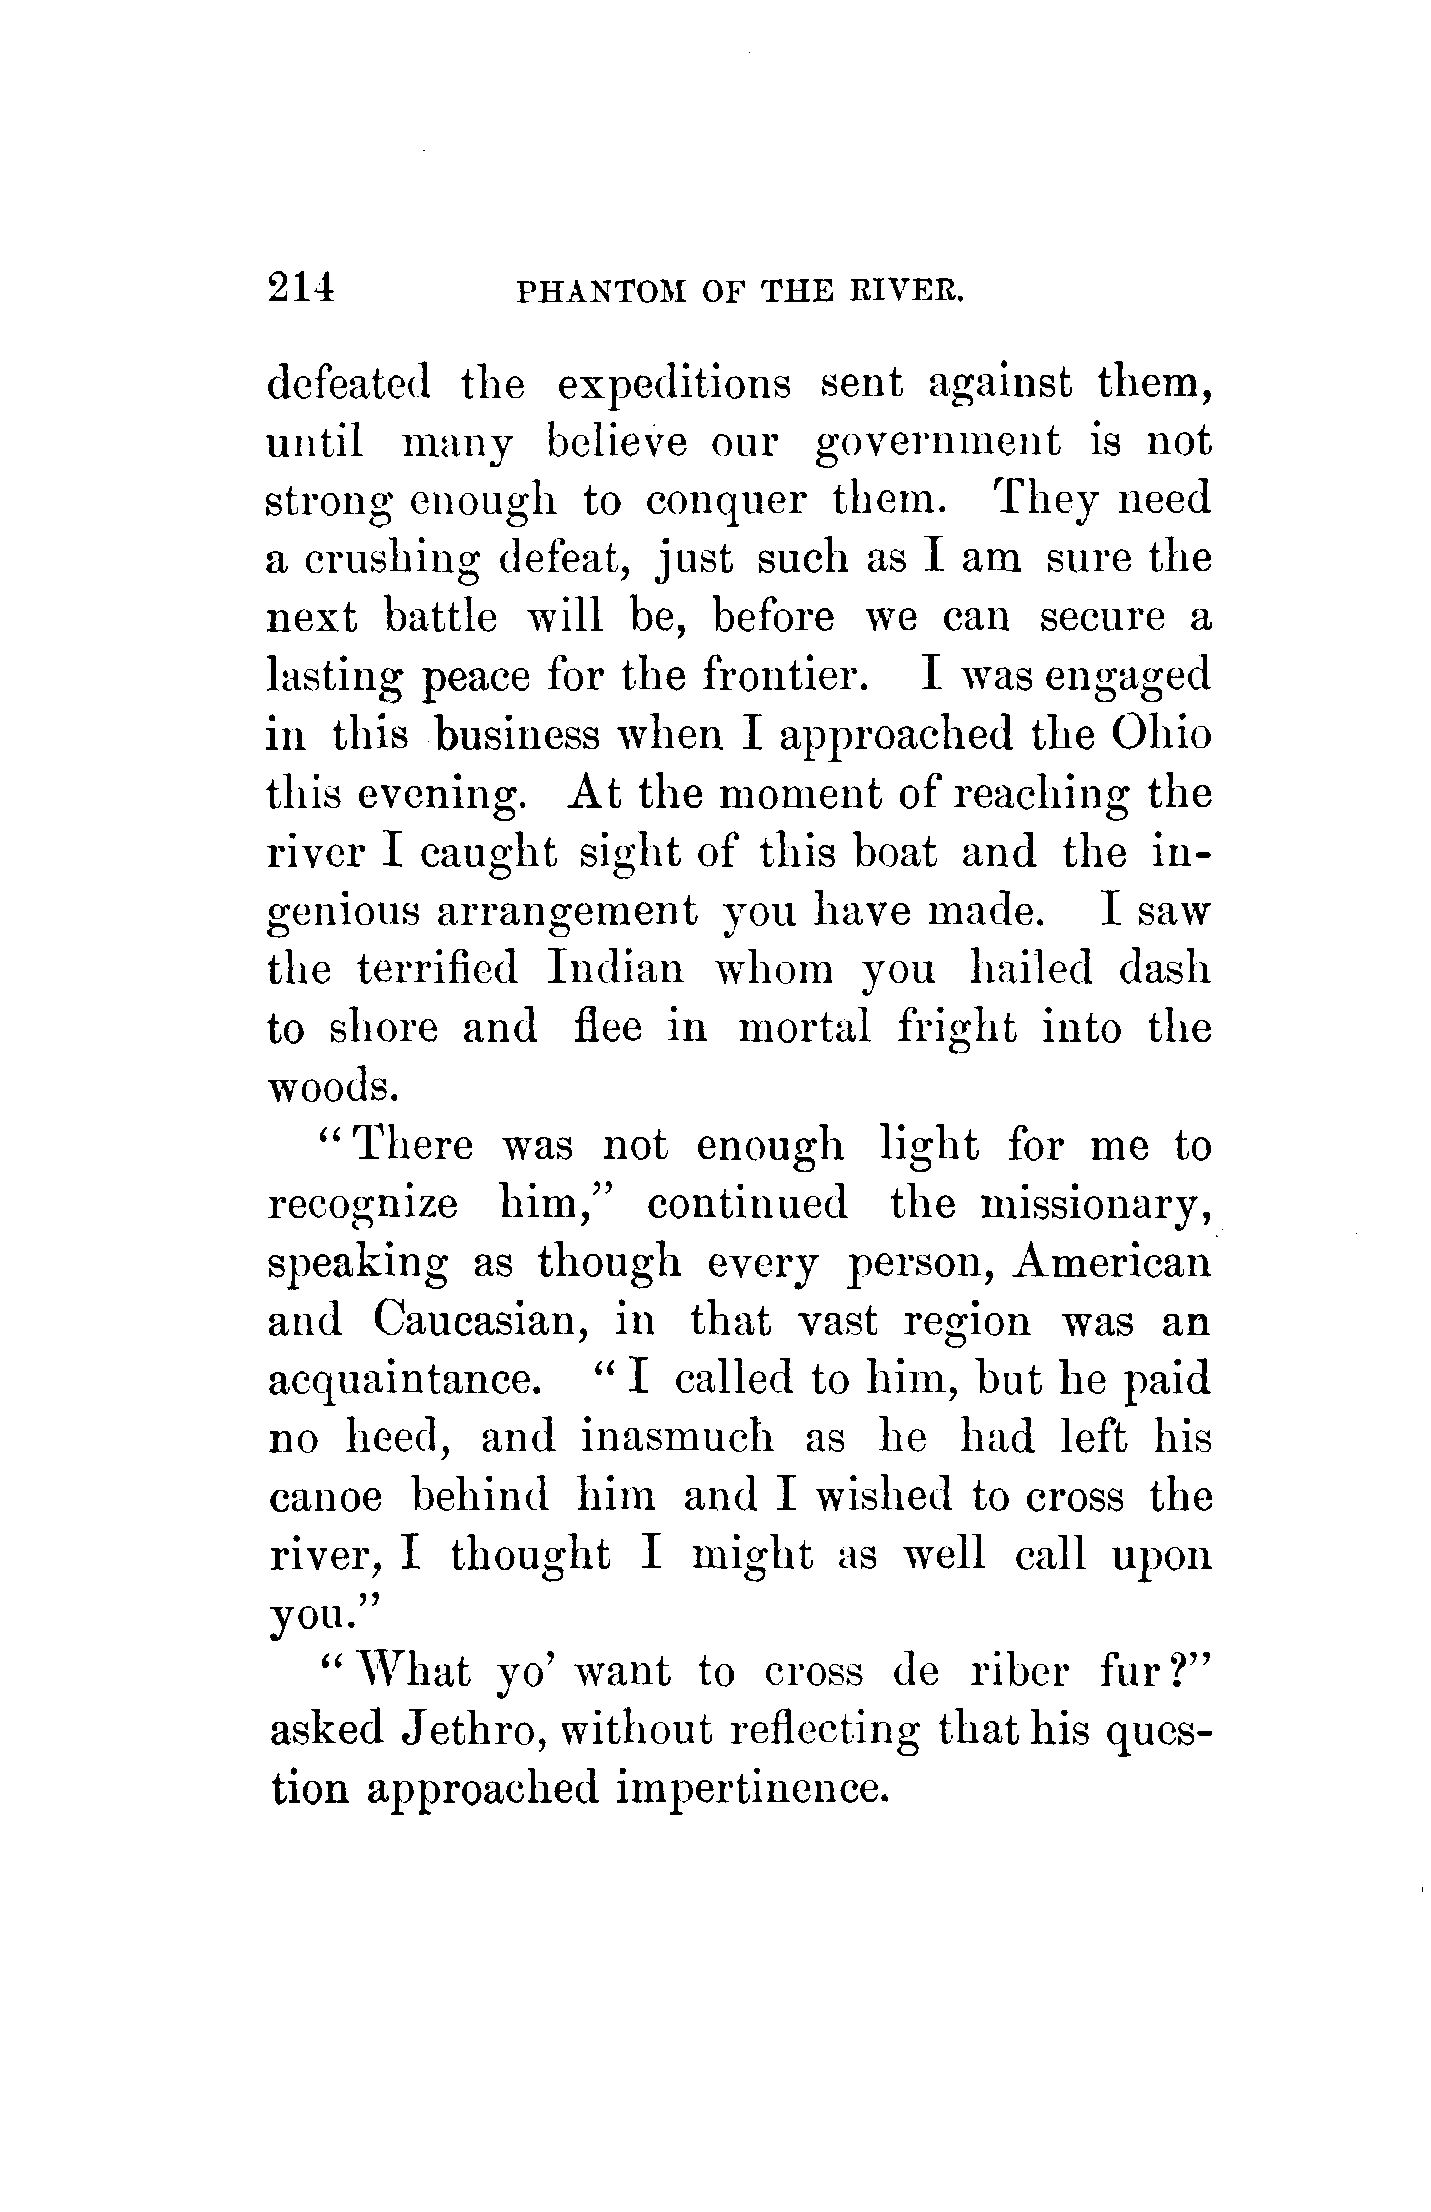 214 PHANTOM OF THE RIVER.
defeated the expeditions sent against them,
until many believe our government is not
strong enough to conquer them. They need
a crushing defeat, just such as I am sure the
next battle will be, before we can secure a
lasting peace for the frontier. I was engaged
in this business when I approached the Ohio
this evening. At the moment of reaching the
river I caught sight of this boat and the in-
genious arrangement you have made. I saw
the terrified Indian whom you hailed dash
to shore and flee in mortal fright into the
woods.
“There was not enough light for me to
recognize him,” continued the missionary,
speaking as though every person, American
and Caucasian, in that vast region was an
acquaintance. “I called to him, but he paid
no heed, and inasmuch as he had left his
canoe behind him and I wished to cross the
river, I thought I might as well call upon
you.”
“What yo’ want to cross de riber fur?”
asked Jethro, without reflecting that his ques-
tion approached impertinence.